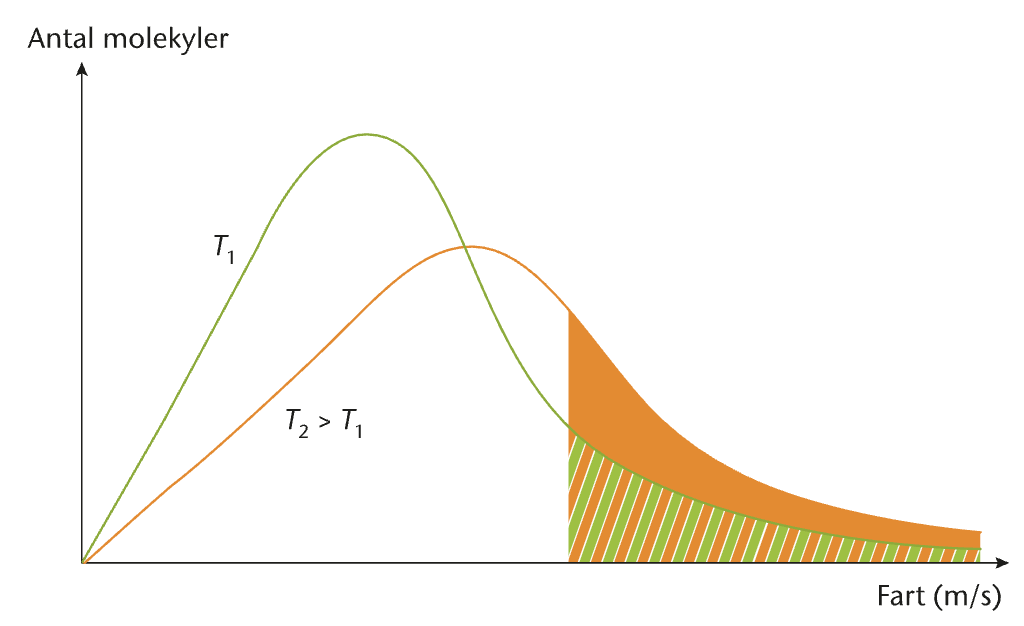 Antal molekyler
T₁
T₂ > T₁
Fart (m/s)